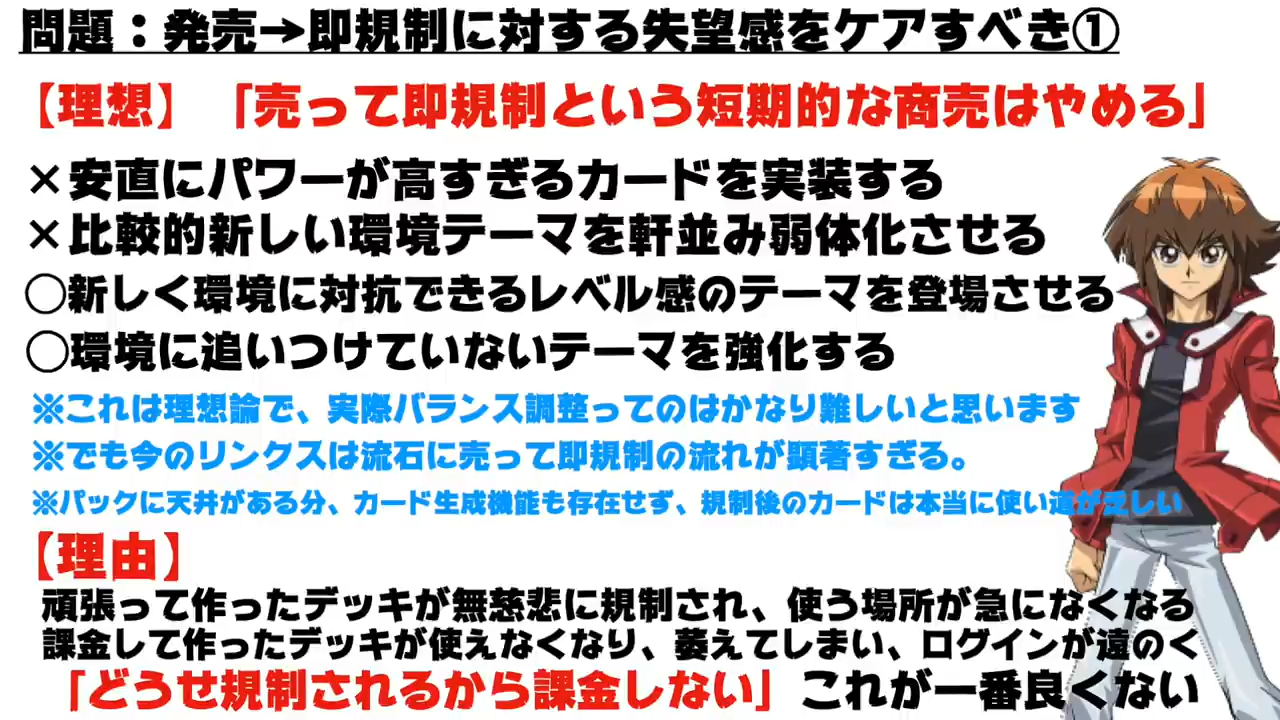 問題：発売→即規制に対する失望感をケアすべき①
【理想】「売って即規制という短期的な商売はやめる」
×安直にパワーが高すぎるカードを実装する
×比較的新しい環境テーマを軒並み弱体化させる
○新しく環境に対抗できるレベル感のテーマを登場させる
○環境に追いつけていないテーマを強化する
※これは理想論で、実際バランス調整ってのはかなり難しいと思います
※でも今のリンクスは流石に売って即規制の流れが顕著すぎる。
※パックに天井がある分、カード生成機能も存在せず、規制後のカードは本当に使い道が乏しい
【理由】
頑張って作ったデッキが無慈悲に規制され、使う場所が急になくなる
課金して作ったデッキが使えなくなり、萎えてしまい、ログインが遠のく
「どうせ規制されるから課金しない」これが一番良くない